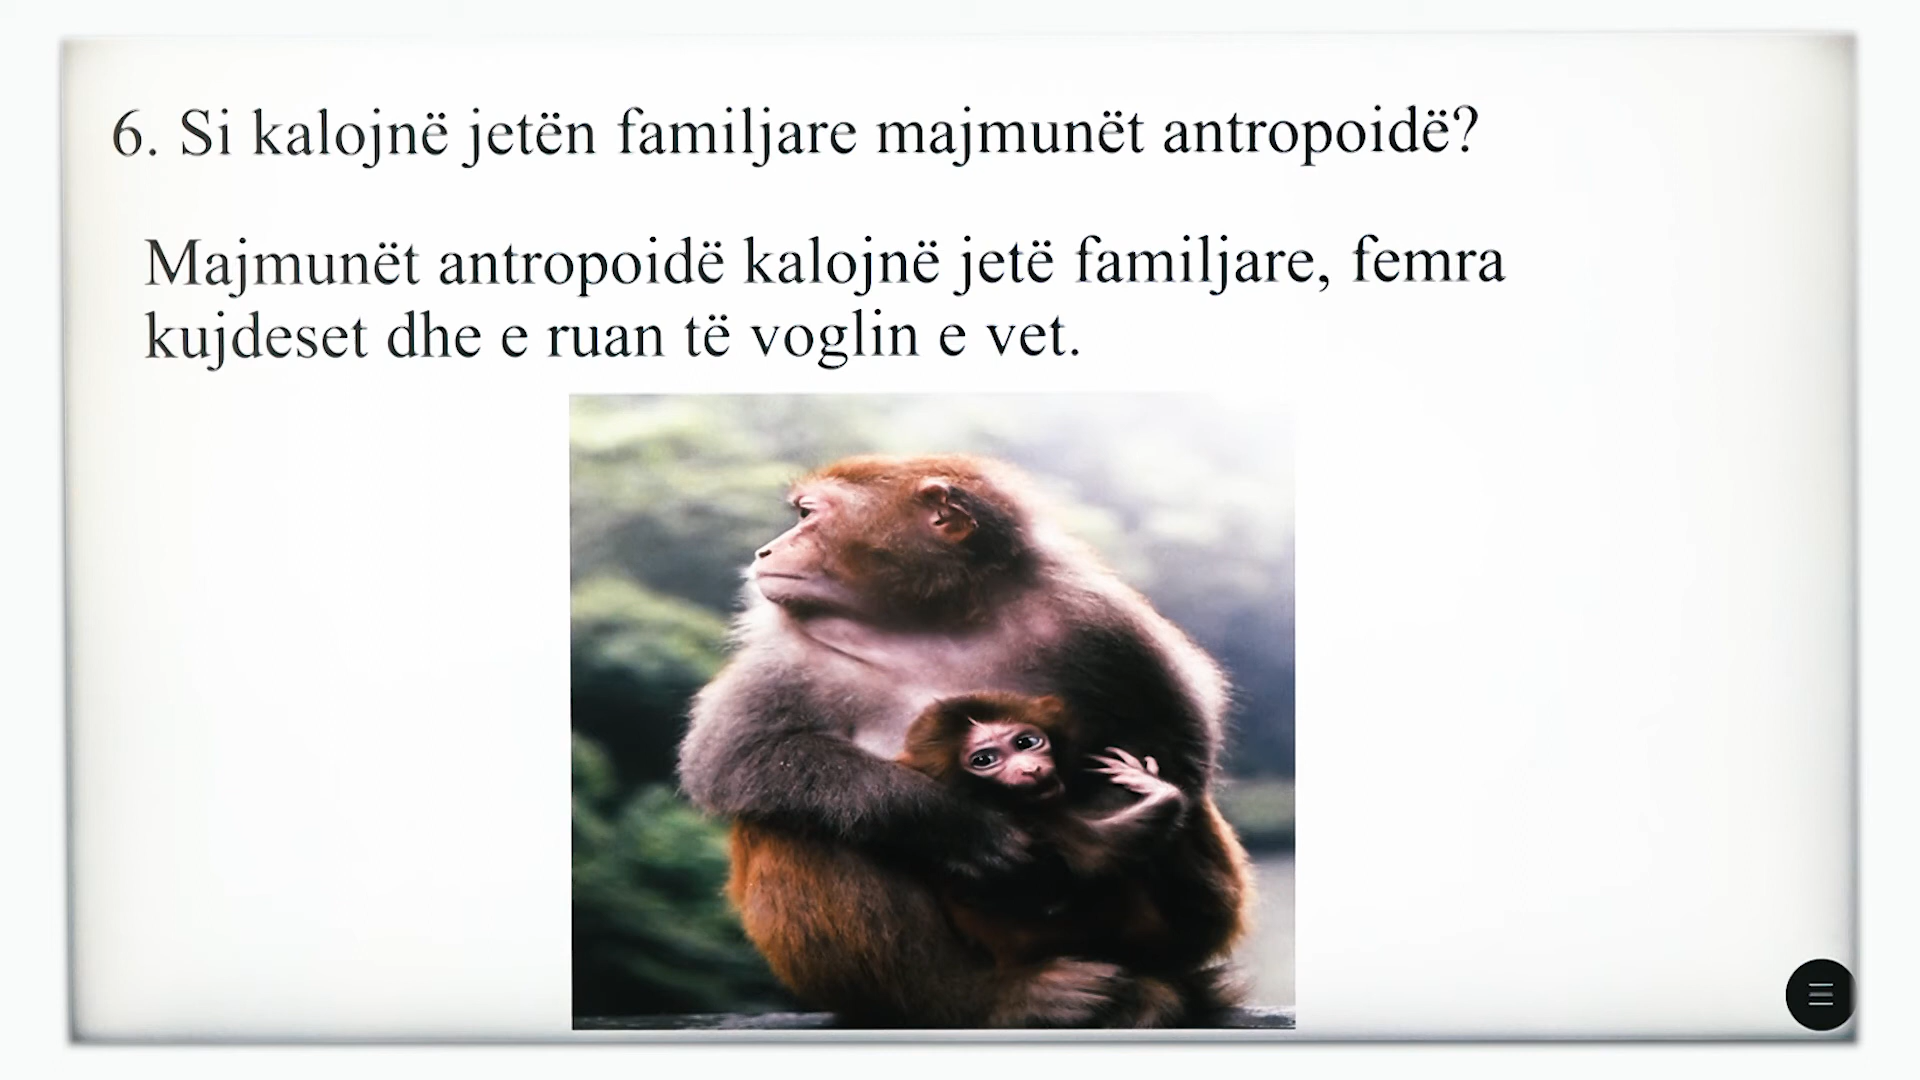 6. Si kalojnë jetën familjare majmunët antropoidë?
Majmunët antropoidë kalojnë jetë familjare, femra
kujdeset dhe e ruan të voglin e vet.